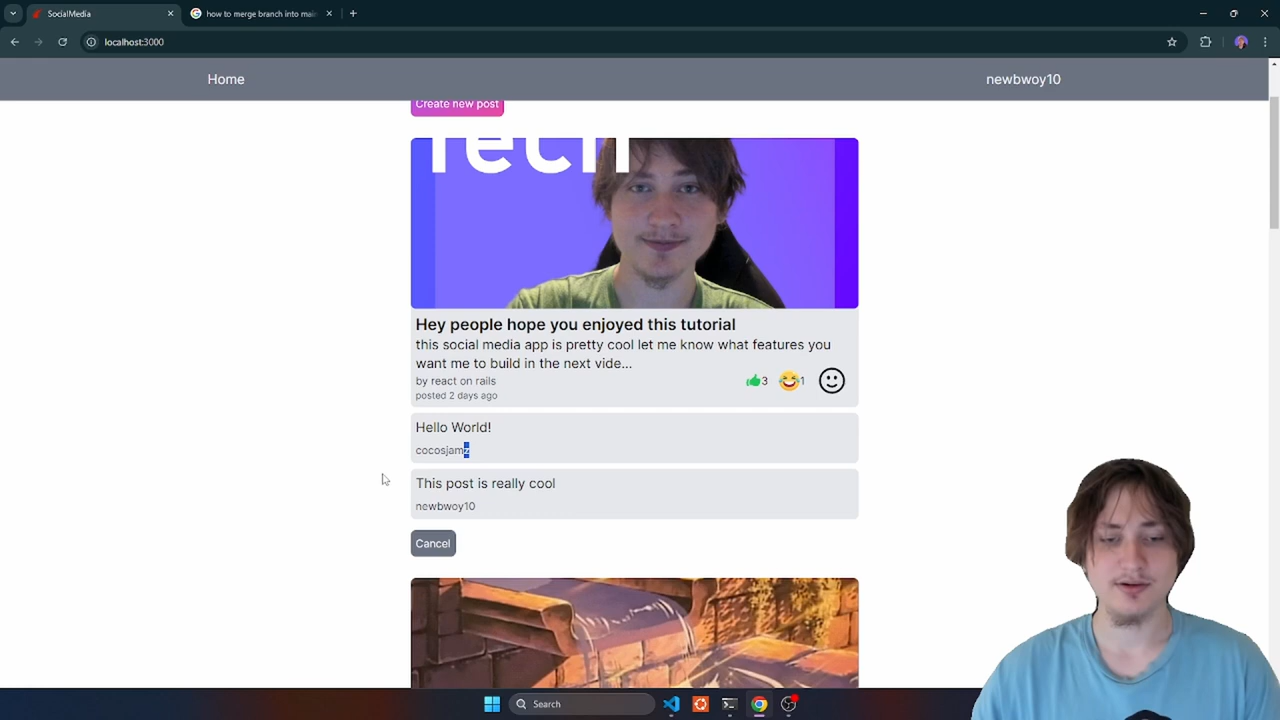 SocialMedia
how to merge branch into mai
localhost:3000
Home
newbwoy10
Create new post
Tech
Hey people hope you enjoyed this tutorial
this social media app is pretty cool let me know what features you
want me to build in the next vide...
by react on rails
posted 2 days ago
3
1
Hello World!
cocosjamz
This post is really cool
newbwoy10
Cancel
Search